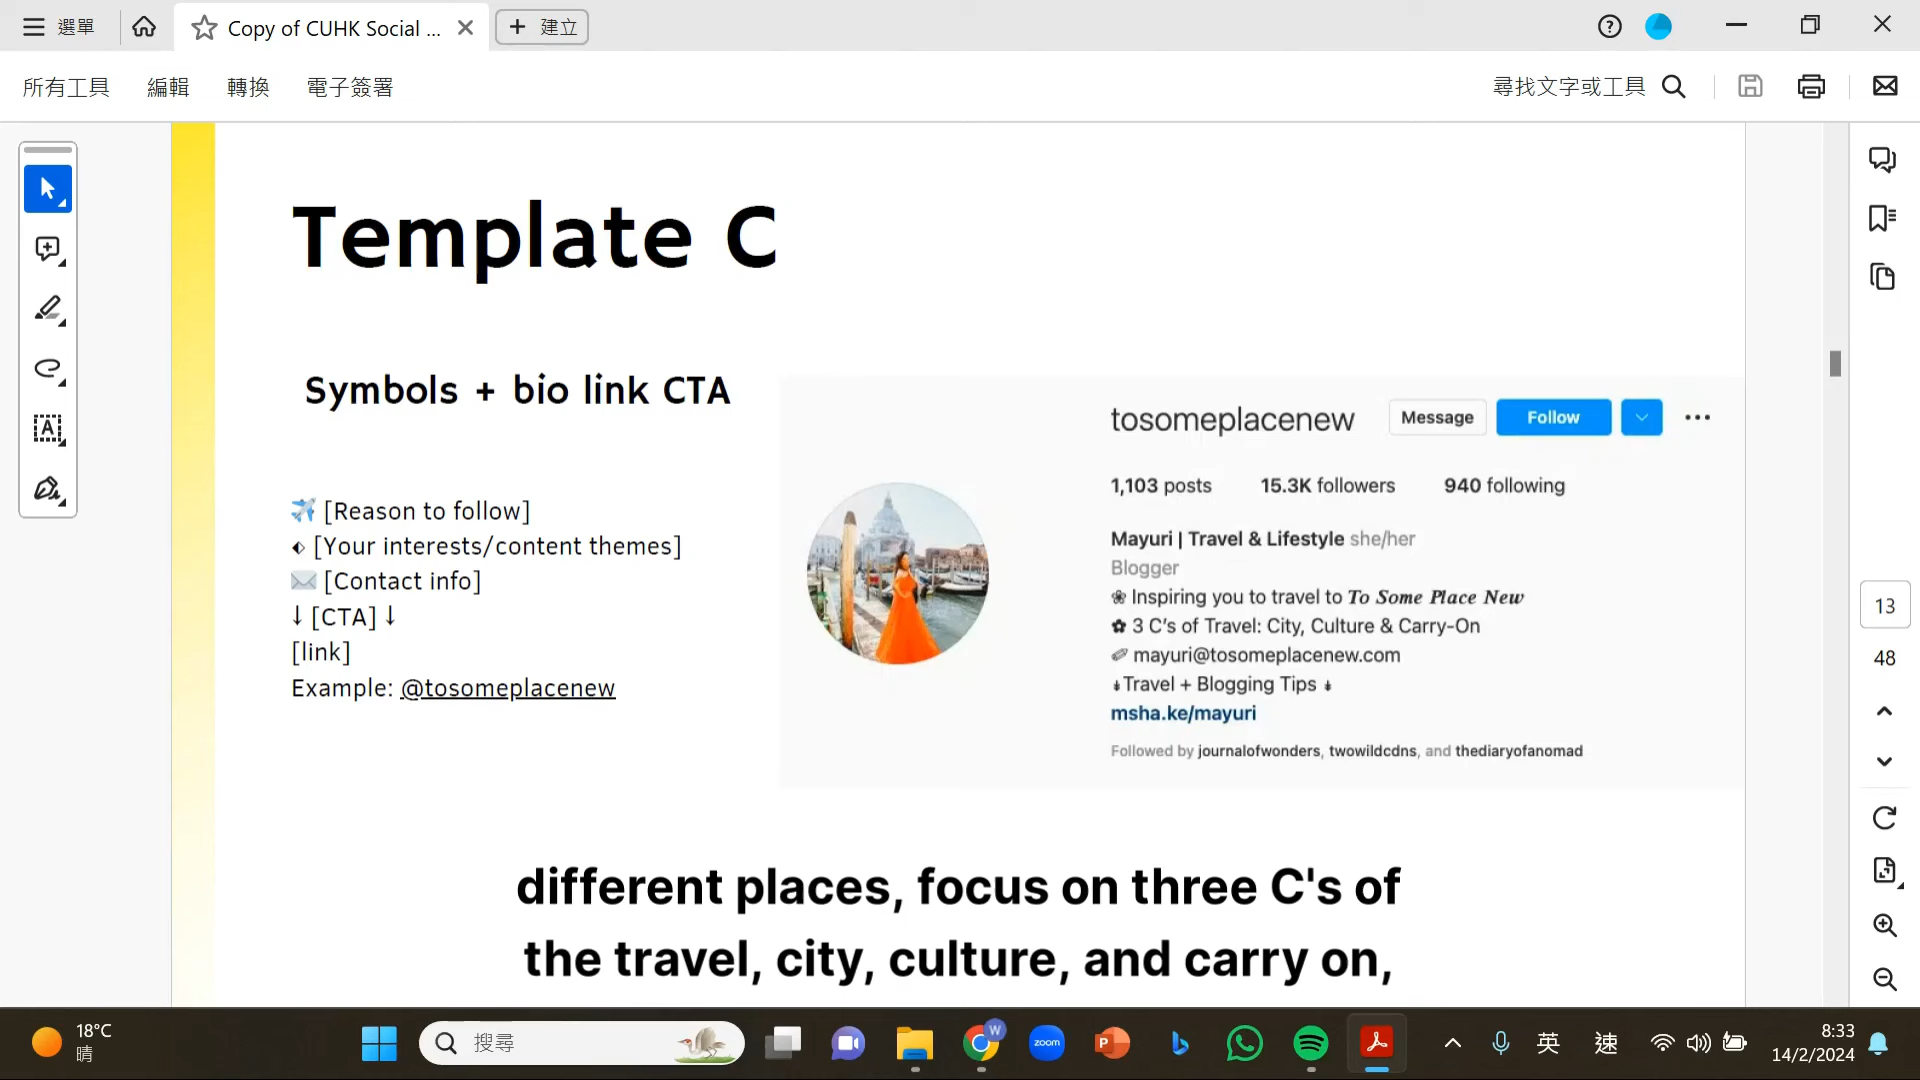 選單
Copy of CUHK Social ...
建立
所有工具
編輯
轉換
電子簽署
尋找文字或工具
Template C
Symbols + bio link CTA
[Reason to follow]
[Your interests/content themes]
[Contact info]
↓ [CTA] ↓
[link]
Example: @tosomeplacenew
tosomeplacenew
Message
Follow
1,103 posts 15.3K followers 940 following
Mayuri | Travel & Lifestyle she/her
Blogger
❀ Inspiring you to travel to To Some Place New
✿ 3 C’s of Travel: City, Culture & Carry-On
✐ mayuri@tosomeplacenew.com
↡Travel + Blogging Tips ↡
msha.ke/mayuri
Followed by journalofwonders, twowildcdns, and thediaryofanomad
different places, focus on three C's of
the travel, city, culture, and carry on,
13
48
18°C
晴
搜尋
W
zoom
英
速
8:33
14/2/2024